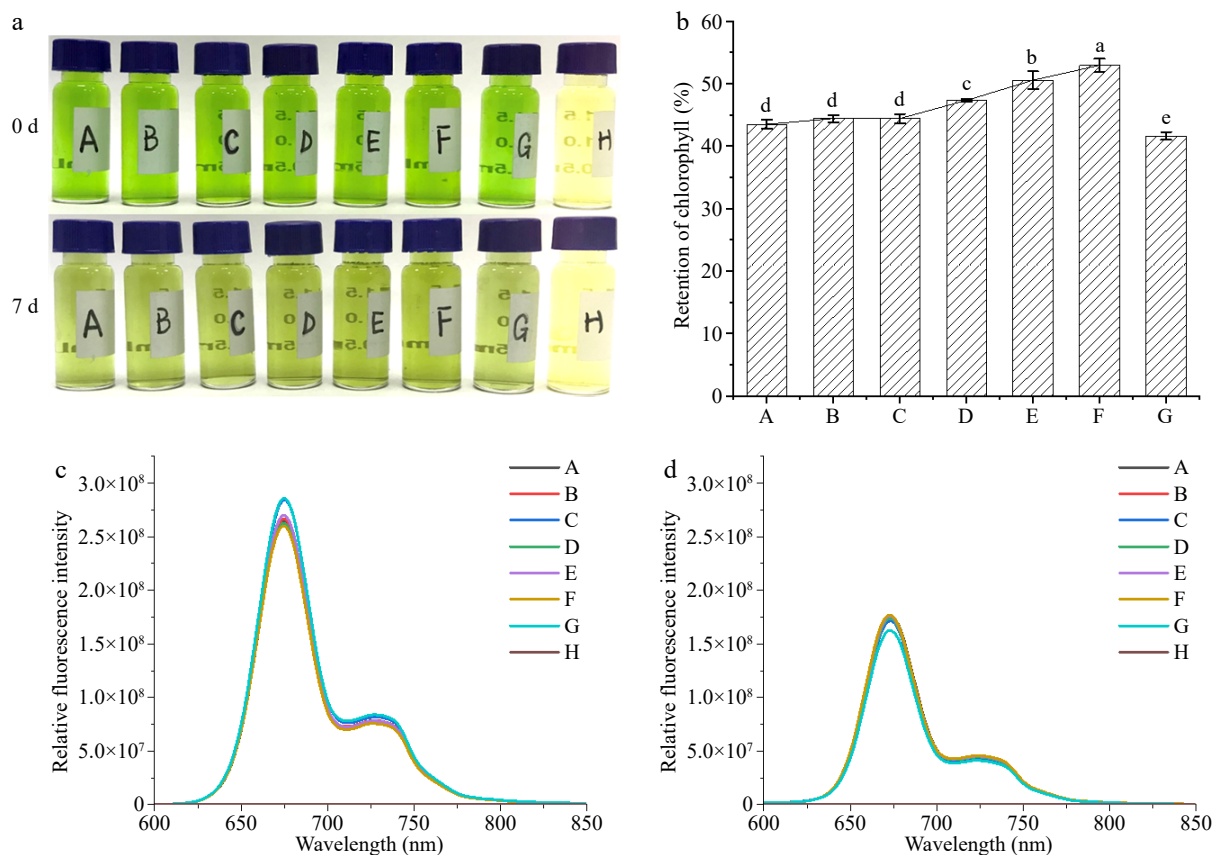 a
0 d
A B C D E F G H
7 d
A B C D E F G H
b
Retention of chlorophyll (%)
60
50
40
30
20
10
0
d d d c b a e
A B C D E F G
c
Relative fluorescence intensity
3.0×10⁸
2.5×10⁸
2.0×10⁸
1.5×10⁸
1.0×10⁸
5.0×10⁷
0
600 650 700 750 800 850
Wavelength (nm)
A
B
C
D
E
F
G
H
d
Relative fluorescence intensity
3.0×10⁸
2.5×10⁸
2.0×10⁸
1.5×10⁸
1.0×10⁸
5.0×10⁷
0
600 650 700 750 800 850
Wavelength (nm)
A
B
C
D
E
F
G
H